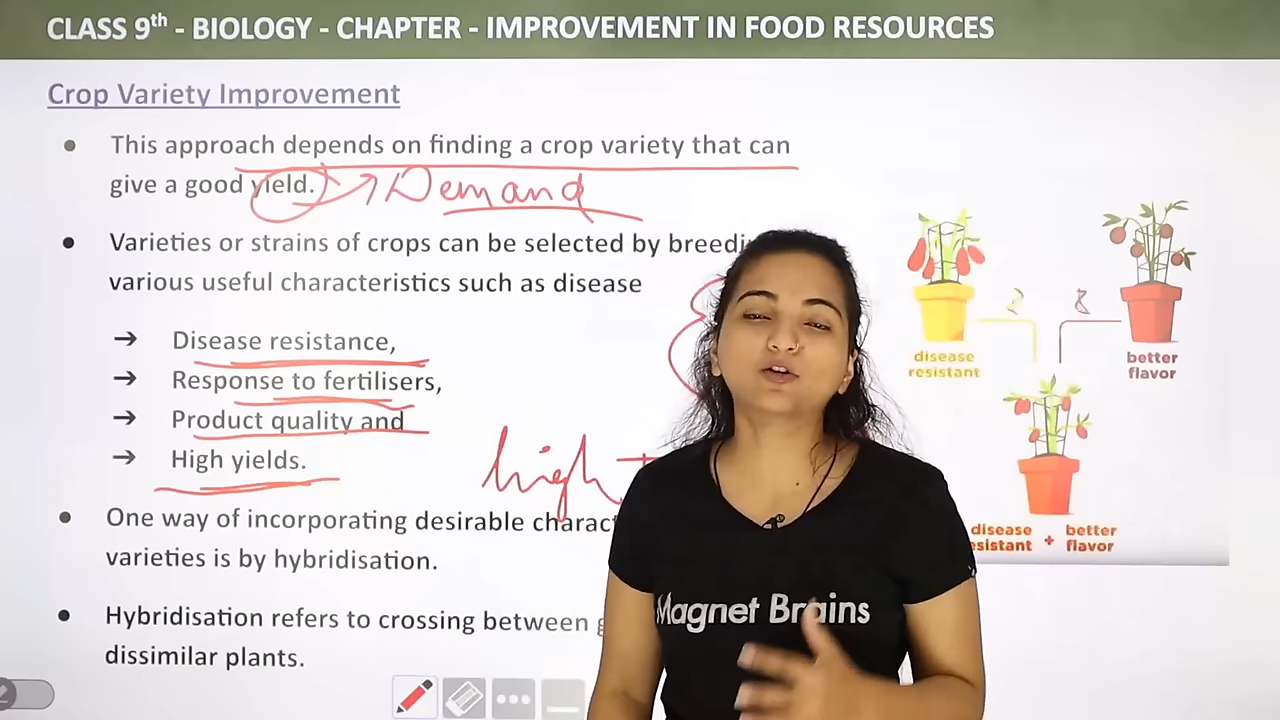 CLASS 9th - BIOLOGY - CHAPTER - IMPROVEMENT IN FOOD RESOURCES
Crop Variety Improvement
• This approach depends on finding a crop variety that can
give a good yield. → Demand
• Varieties or strains of crops can be selected by
various useful characteristics such as disease
→ Disease resistance,
→ Response to fertilisers,
→ Product quality and
→ High yields.
high
• One way of incorporating desirable
varieties is by hybridisation.
• Hybridisation refers to crossing between
dissimilar plants.
disease
resistant
better
flavor
disease better
+ flavor
Magnet Brains